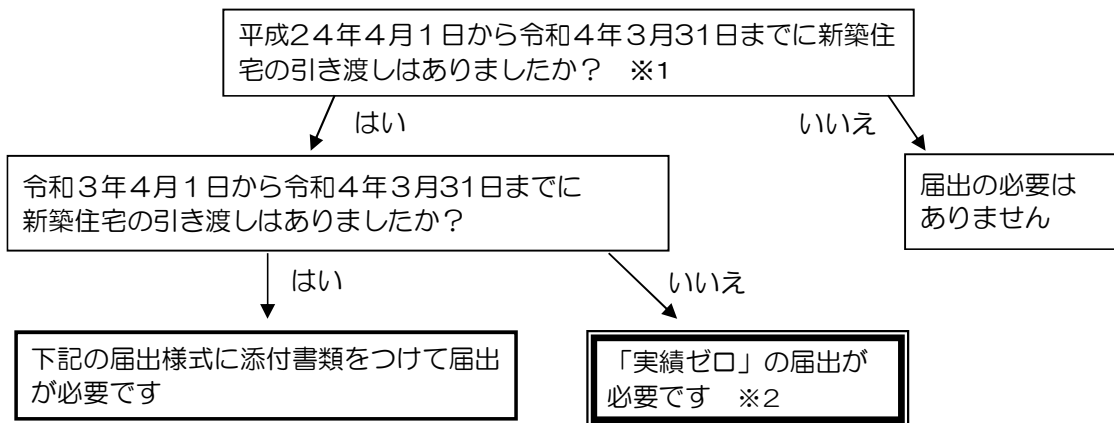 平成２４年４月１日から令和４年３月31日までに新築住
宅の引き渡しはありましたか？　※1
はい
いいえ
令和３年４月１日から令和４年３月31日までに
新築住宅の引き渡しはありましたか？
届出の必要は
ありません
はい
いいえ
下記の届出様式に添付書類をつけて届出
が必要です
「実績ゼロ」の届出が
必要です　※２